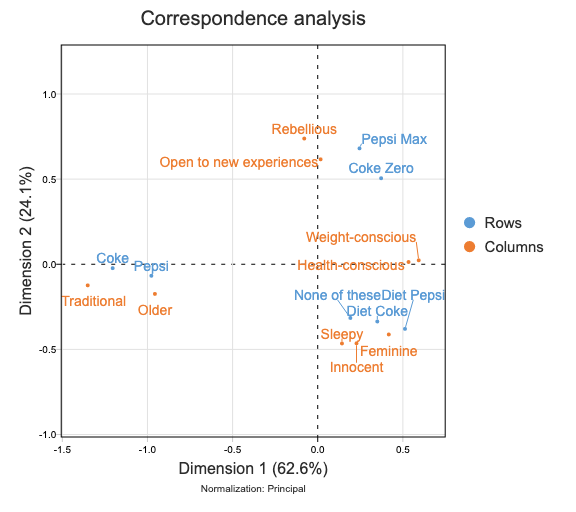 Correspondence analysis
Dimension 2 (24.1%)
1.0
0.5
0.0
-0.5
-1.0
Rebellious
Pepsi Max
Open to new experiences
Coke Zero
Weight-conscious
Coke
Pepsi
Health-conscious
Traditional
Older
None of these
Diet Pepsi
Diet Coke
Sleepy
Feminine
Innocent
Rows
Columns
-1.5
-1.0
-0.5
0.0
0.5
Dimension 1 (62.6%)
Normalization: Principal